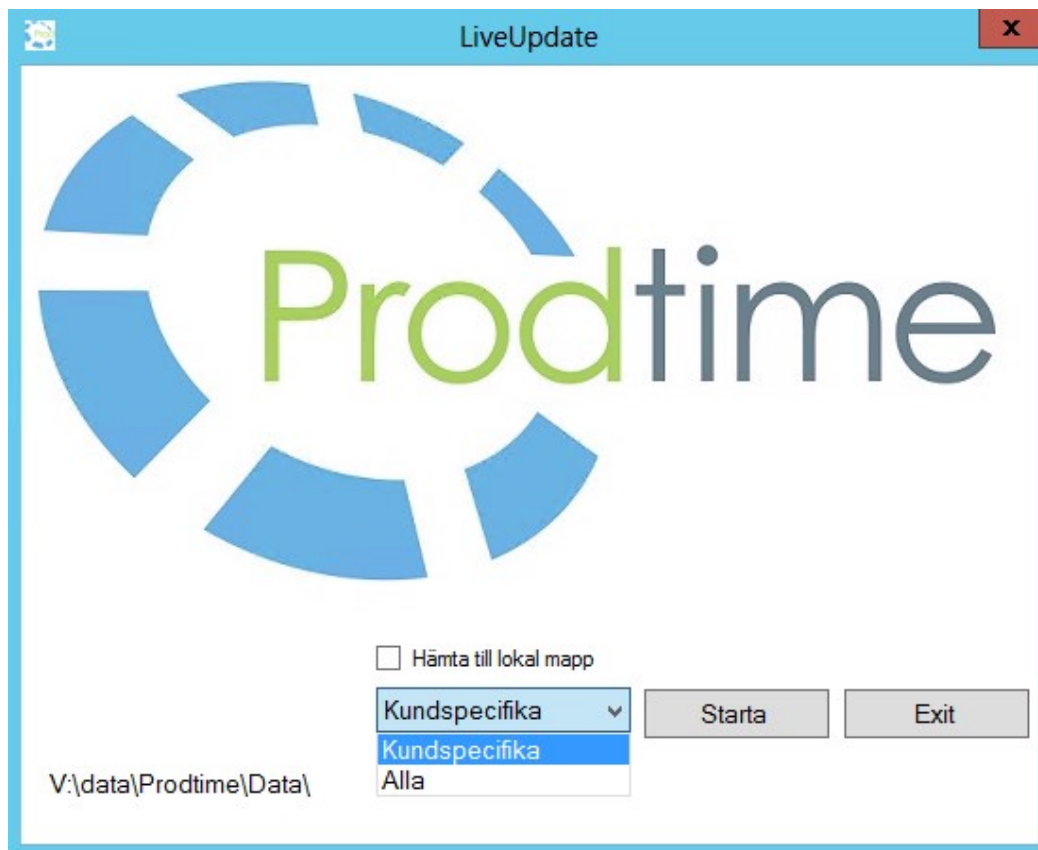 LiveUpdate
x
Prodtime
Hämta till lokal mapp
Kundspecifika
Starta
Exit
Kundspecifika
Alla
V:\data\Prodtime\Data\